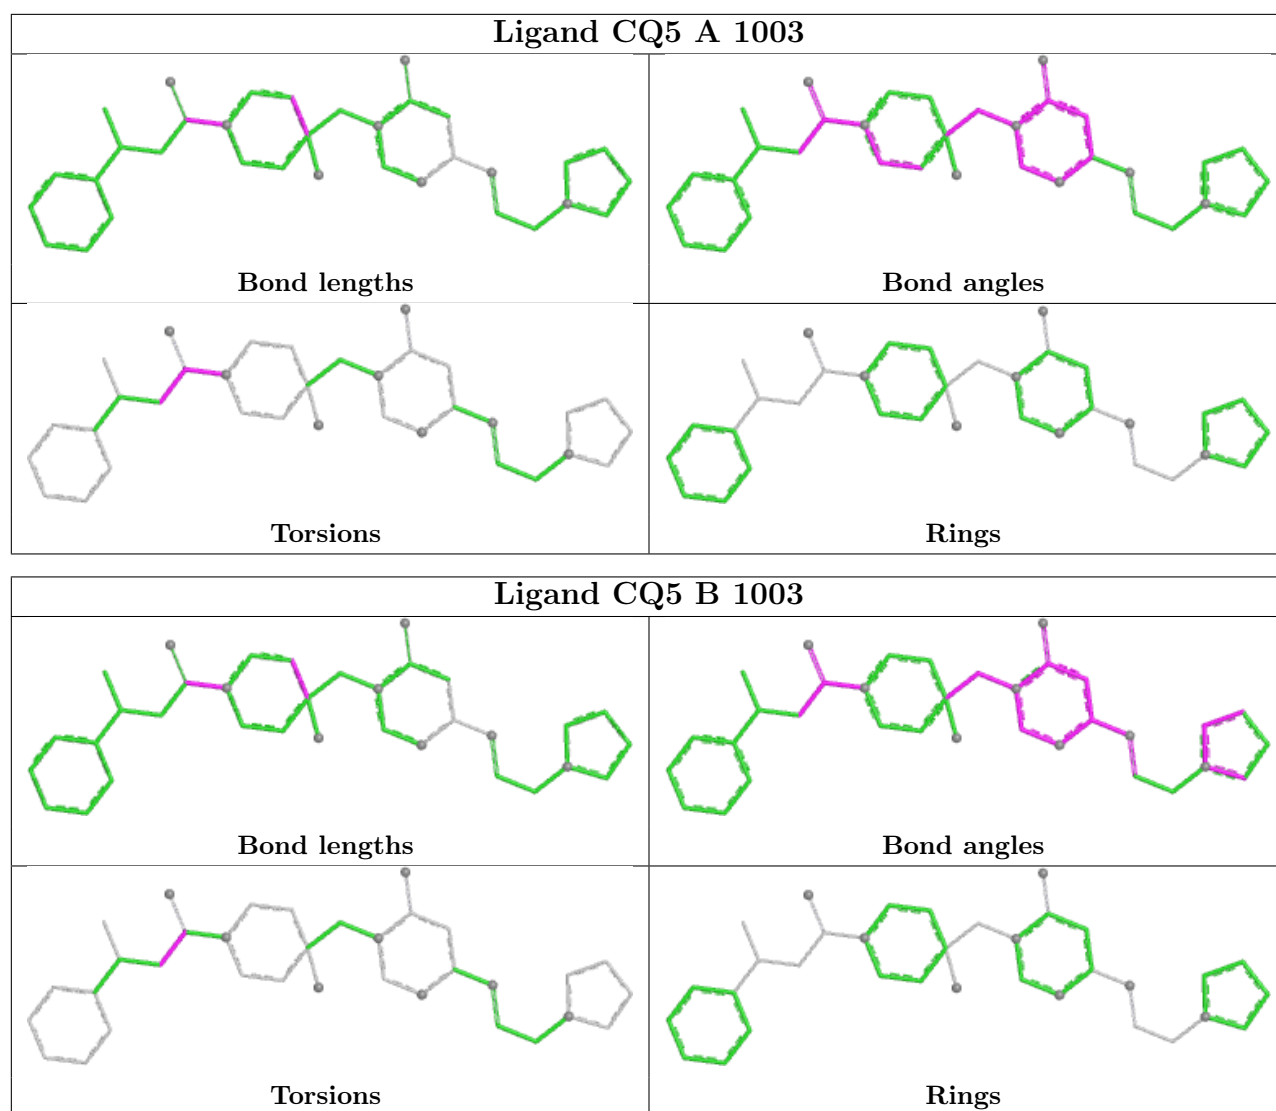 Ligand CQ5 A 1003
Bond lengths
Bond angles
Torsions
Rings
Ligand CQ5 B 1003
Bond lengths
Bond angles
Torsions
Rings